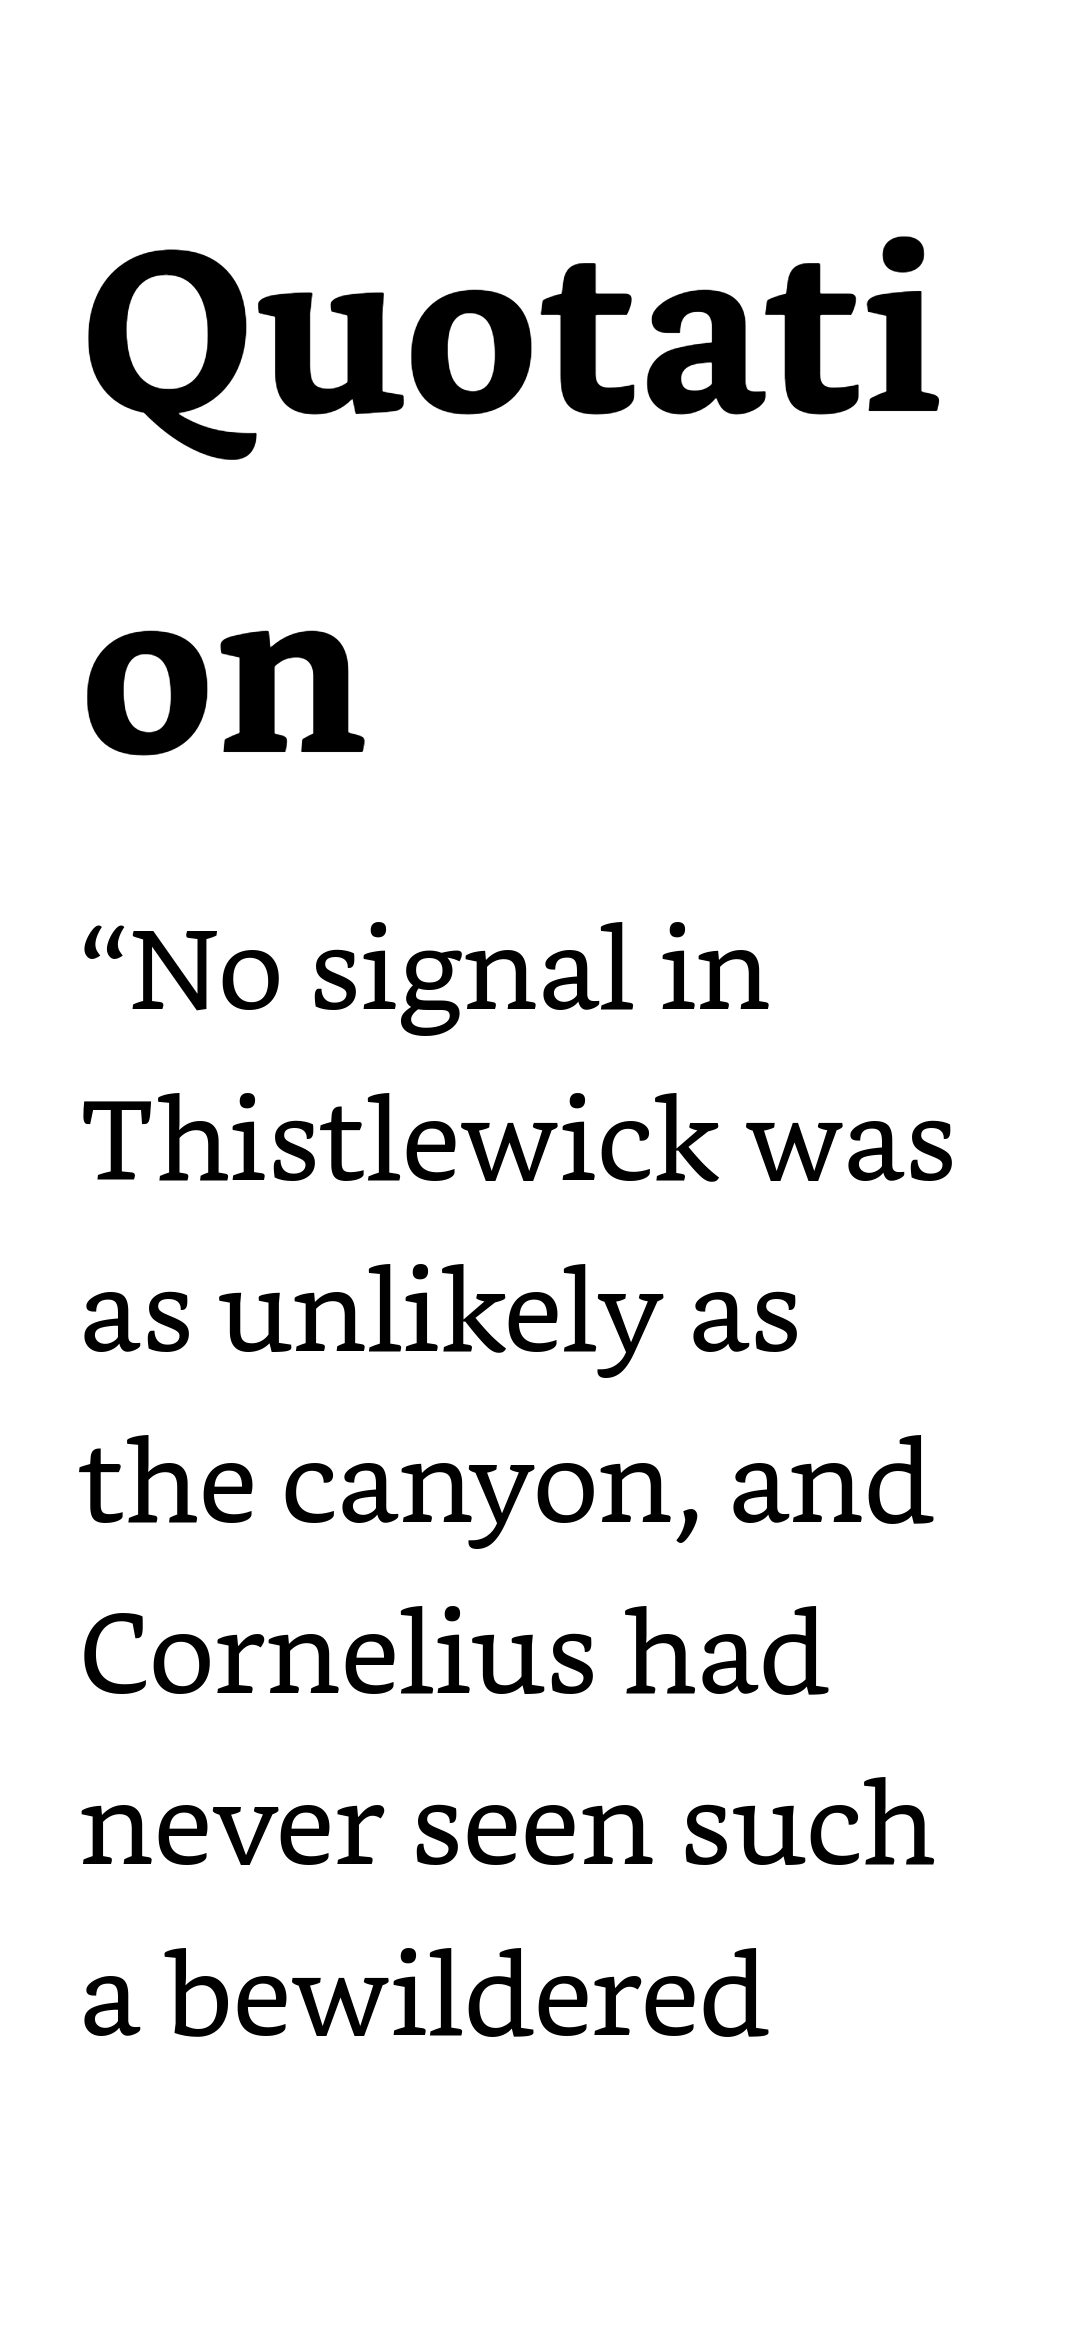 Quotati
on
“No signal in
Thistlewick was
as unlikely as
the canyon, and
Cornelius had
never seen such
a bewildered